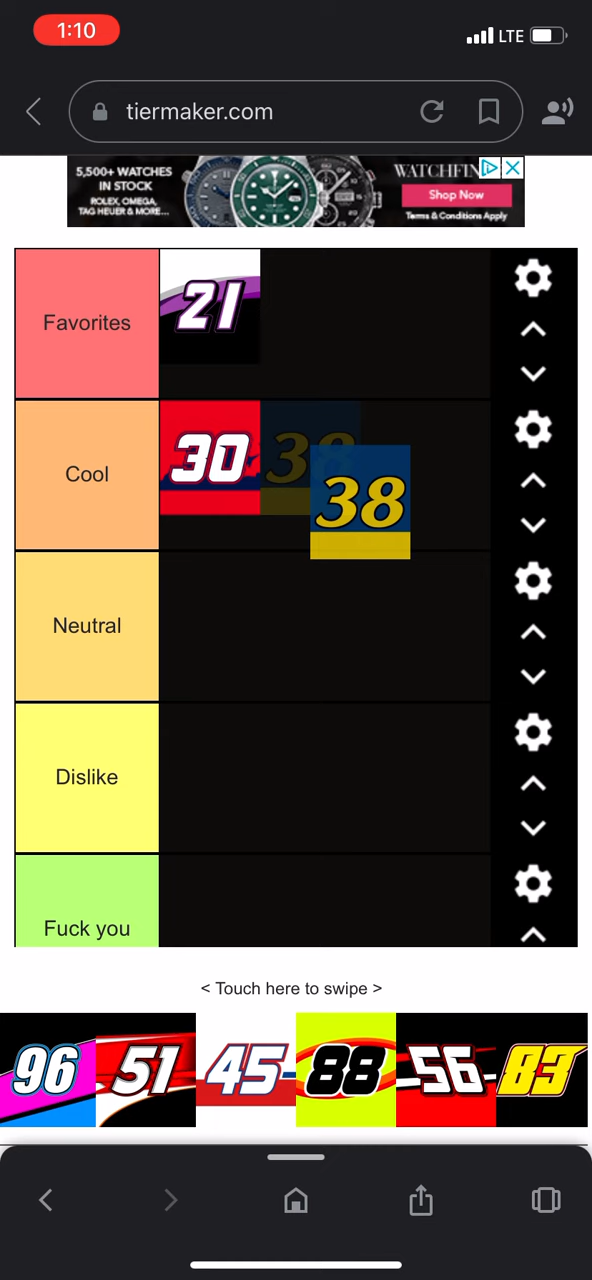 1:10
LTE
tiermaker.com
5,500+ WATCHES
IN STOCK
ROLEX, OMEGA,
TAG HEUER & MORE...
WATCHFIN
Shop Now
Terms & Conditions Apply
Favorites
21
Cool
30
38
38
Neutral
Dislike
Fuck you
< Touch here to swipe >
96
51
45
88
56
83